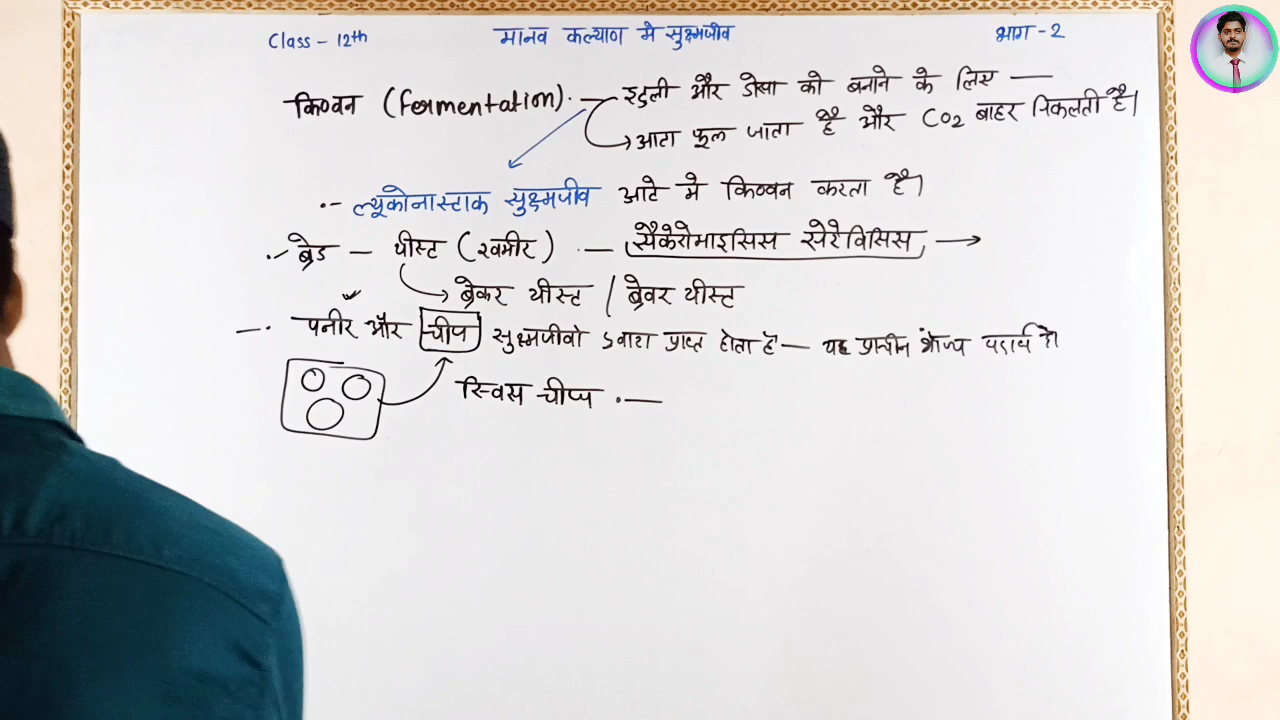 Class - 12th
मानव कल्याण मे सुक्ष्मजीव
भाग - 2
किण्वन (Fermentation). — इडली और डोसा को बनाने के लिए —
आटा फूल जाता है और CO2 बाहर निकलती है।
.- ल्यूकोनास्टाक सुक्ष्मजीव आटे मे किण्वन करता है।
.- ब्रेड — यीस्ट (खमीर) .— सैकेरोमाइसिस सेरेविसिस →
ब्रेकर यीस्ट / ब्रेवर यीस्ट
—. पनीर और चीज सुक्ष्मजीवो द्वारा प्राप्त होता है — यह प्राचीन भोज्य पदार्थ है।
स्विस चीज .—